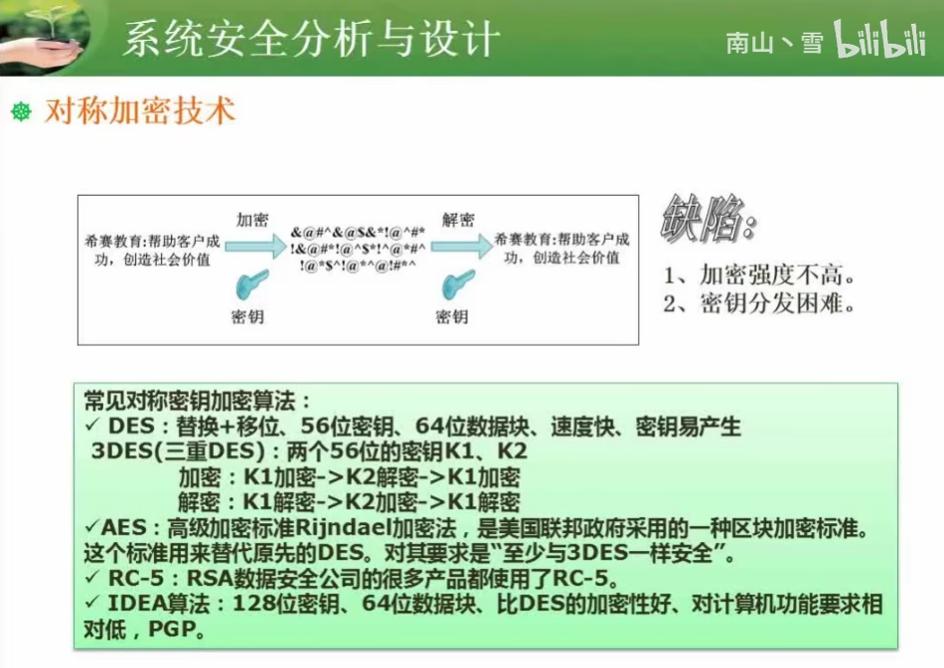 系统安全分析与设计
南山丶雪 bilibili
对称加密技术
加密
解密
希赛教育:帮助客户成
功，创造社会价值
&@#^&@$&*!@^#*
!&@#*!@^$*!^@*#^
!@*$^!@*^@!#*^
希赛教育:帮助客户成
功，创造社会价值
密钥
密钥
缺陷:
1、加密强度不高。
2、密钥分发困难。
常见对称密钥加密算法：
✓ DES：替换+移位、56位密钥、64位数据块、速度快、密钥易产生
3DES(三重DES)：两个56位的密钥K1、K2
加密：K1加密->K2解密->K1加密
解密：K1解密->K2加密->K1解密
✓AES：高级加密标准Rijndael加密法，是美国联邦政府采用的一种区块加密标准。
这个标准用来替代原先的DES。对其要求是“至少与3DES一样安全”。
✓ RC-5：RSA数据安全公司的很多产品都使用了RC-5。
✓ IDEA算法：128位密钥、64位数据块、比DES的加密性好、对计算机功能要求相
对低，PGP。